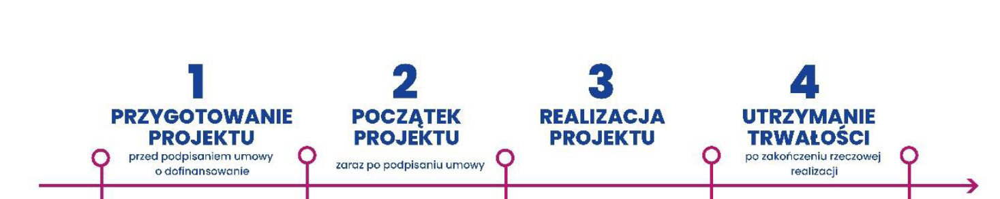 1
PRZYGOTOWANIE
PROJEKTU
przed podpisaniem umowy
o dofinansowanie
2
POCZĄTEK
PROJEKTU
zaraz po podpisaniu umowy
3
REALIZACJA
PROJEKTU
4
UTRZYMANIE
TRWAŁOŚCI
po zakończeniu rzeczowej
realizacji